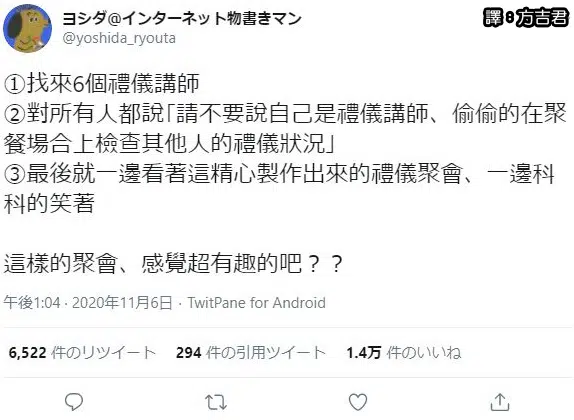 ヨシダ@インターネット物書きマン
@yoshida_ryouta
譯:方吉君
①找來6個禮儀講師
②對所有人都說「請不要說自己是禮儀講師、偷偷的在聚
餐場合上檢查其他人的禮儀狀況」
③最後就一邊看著這精心製作出來的禮儀聚會、一邊科
科的笑著
這樣的聚會、感覺超有趣的吧？？
午後1:04 · 2020年11月6日 · TwitPane for Android
6,522 件のリツイート 294 件の引用ツイート 1.4万 件のいいね